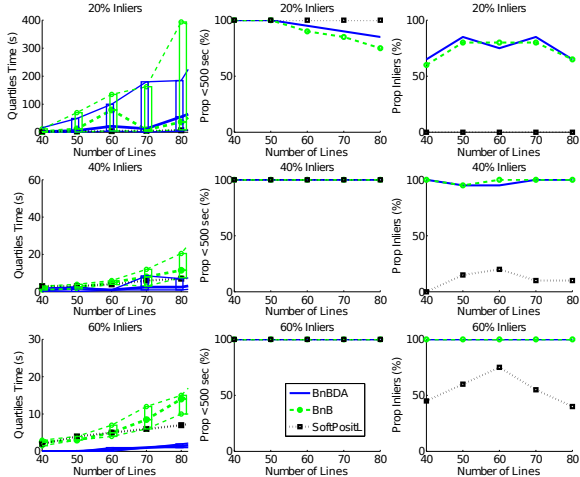 20% Inliers
20% Inliers
20% Inliers
Quartiles Time (s)
400
300
200
100
0
40 50 60 70 80
Number of Lines
Prop <500 sec (%)
100
50
0
40 50 60 70 80
Number of Lines
Prop Inliers (%)
100
50
0
40 50 60 70 80
Number of Lines
40% Inliers
40% Inliers
40% Inliers
Quartiles Time (s)
60
40
20
0
40 50 60 70 80
Number of Lines
Prop <500 sec (%)
100
50
0
40 50 60 70 80
Number of Lines
Prop Inliers (%)
100
50
0
40 50 60 70 80
Number of Lines
60% Inliers
60% Inliers
60% Inliers
Quartiles Time (s)
30
20
10
0
40 50 60 70 80
Number of Lines
Prop <500 sec (%)
100
50
0
40 50 60 70 80
Number of Lines
BnBDA
BnB
SoftPositL
Prop Inliers (%)
100
50
0
40 50 60 70 80
Number of Lines